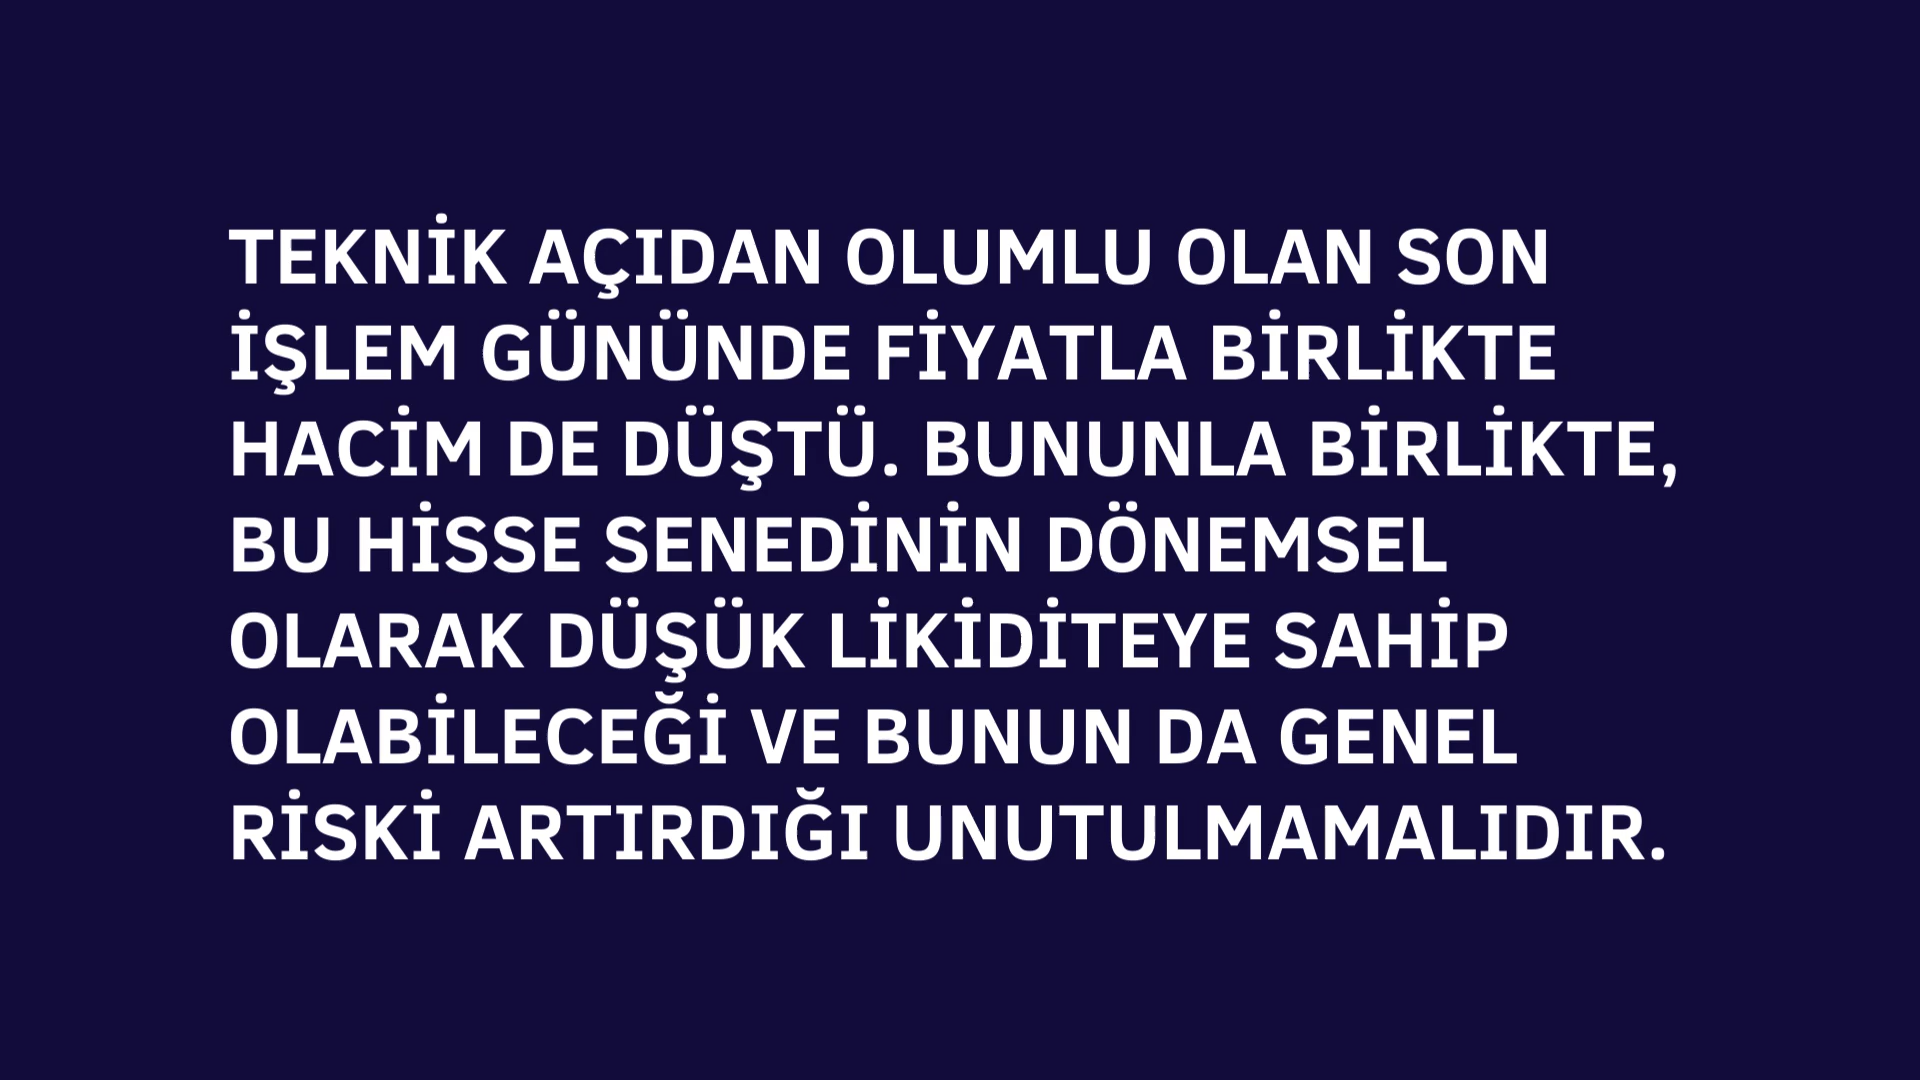 TEKNİK AÇIDAN OLUMLU OLAN SON
İŞLEM GÜNÜNDE FİYATLA BİRLİKTE
HACİM DE DÜŞTÜ. BUNUNLA BİRLİKTE,
BU HİSSE SENEDİNİN DÖNEMSEL
OLARAK DÜŞÜK LİKİDİTEYE SAHİP
OLABİLECEĞİ VE BUNUN DA GENEL
RİSKİ ARTIRDIĞI UNUTULMAMALIDIR.